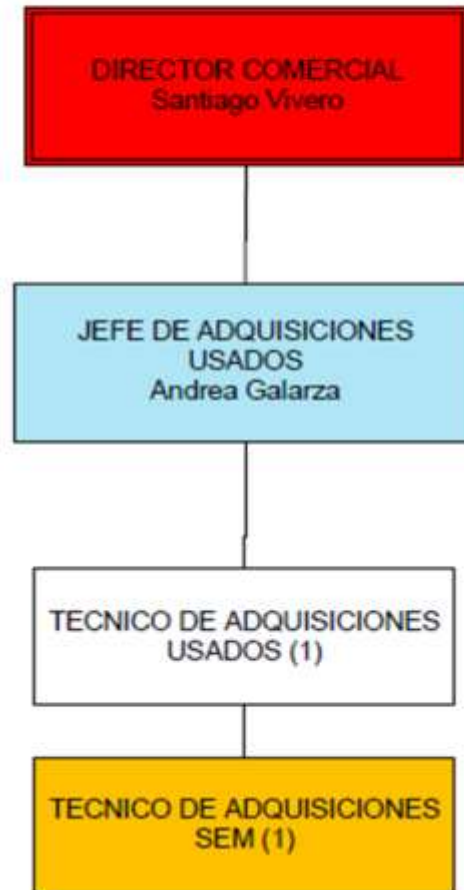 DIRECTOR COMERCIAL
Santiago Vivero
JEFE DE ADQUISICIONES
USADOS
Andrea Galarza
TECNICO DE ADQUISICIONES
USADOS (1)
TECNICO DE ADQUISICIONES
SEM (1)